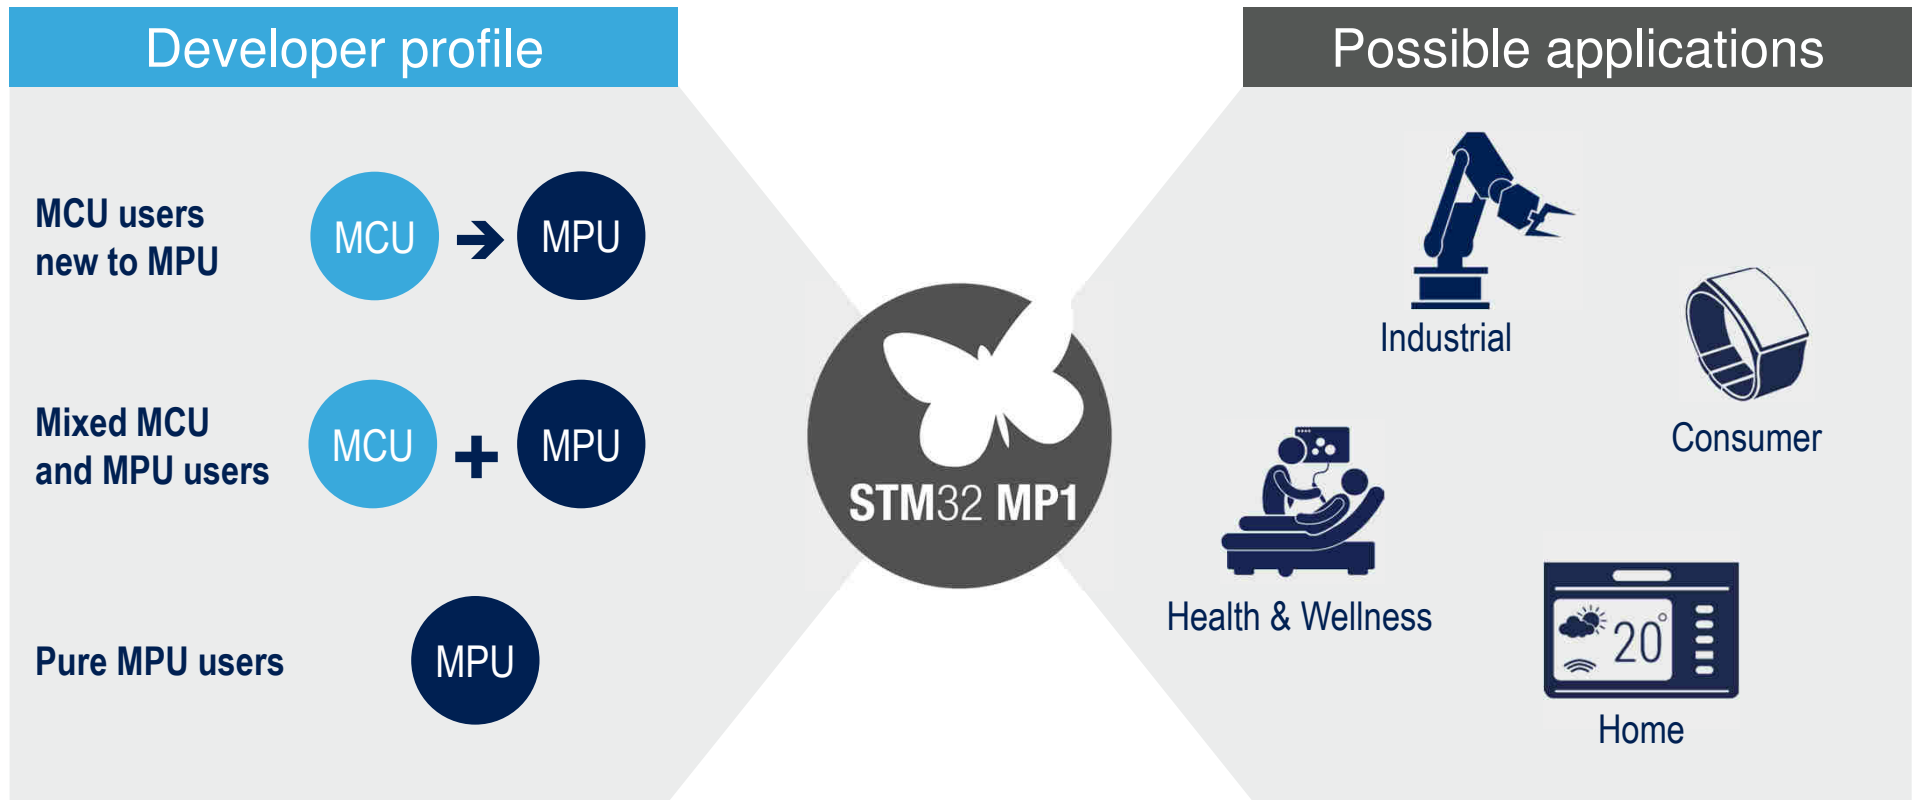 Developer profile
MCU users
new to MPU
MCU
MPU
Mixed MCU
and MPU users
MCU
MPU
Pure MPU users
MPU
STM32 MP1
Possible applications
Industrial
Consumer
Health & Wellness
20°
Home